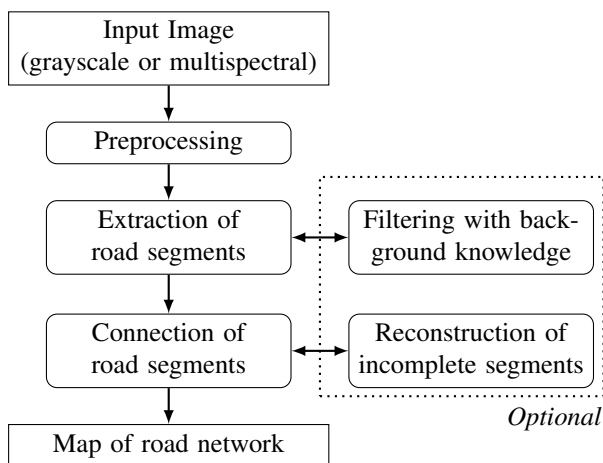 Input Image
(grayscale or multispectral)
Preprocessing
Extraction of
road segments
Filtering with back-
ground knowledge
Connection of
road segments
Reconstruction of
incomplete segments
Optional
Map of road network